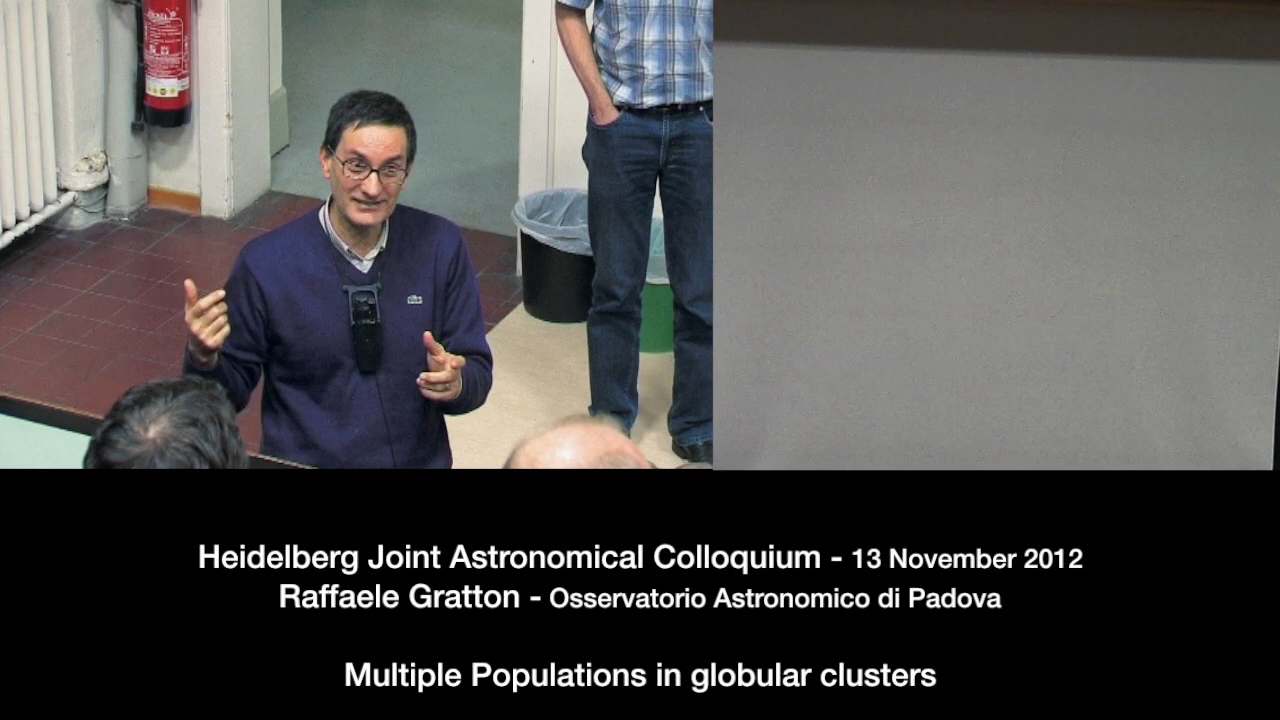 Heidelberg Joint Astronomical Colloquium - 13 November 2012
Raffaele Gratton - Osservatorio Astronomico di Padova
Multiple Populations in globular clusters